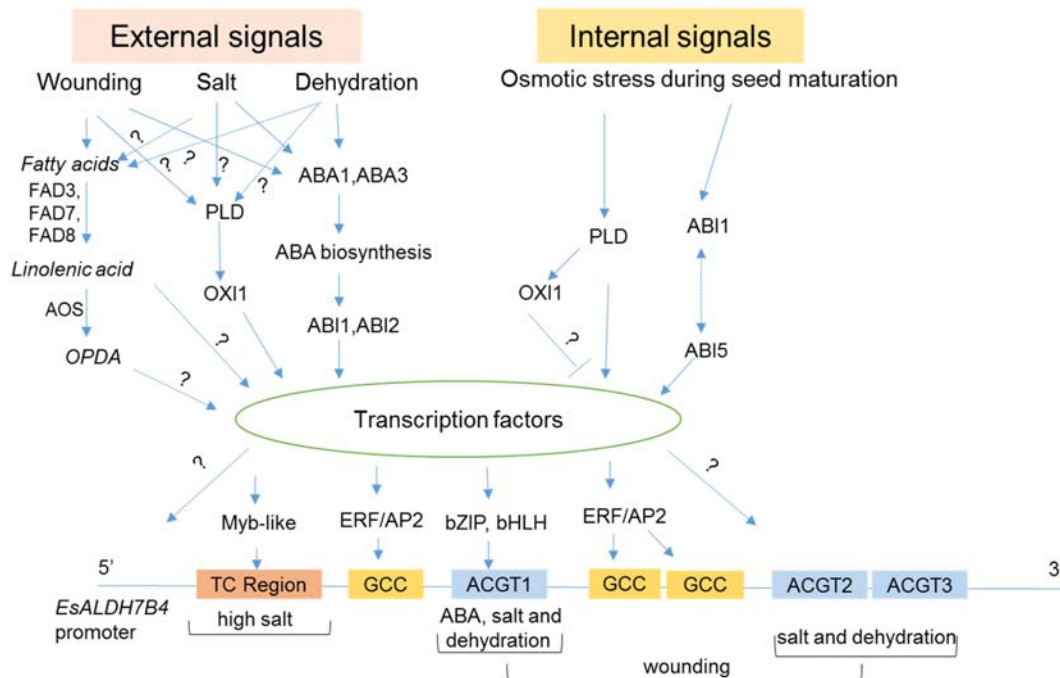 External signals
Internal signals
Wounding
Salt
Dehydration
Osmotic stress during seed maturation
?
?
?
?
?
Fatty acids
FAD3,
FAD7,
FAD8
Linolenic acid
AOS
OPDA
PLD
OXI1
ABA1,ABA3
ABA biosynthesis
ABI1,ABI2
PLD
OXI1
ABI1
ABI5
?
?
?
Transcription factors
?
?
Myb-like
ERF/AP2
bZIP, bHLH
ERF/AP2
5’
3
TC Region
GCC
ACGT1
GCC
GCC
ACGT2
ACGT3
EsALDH7B4
promoter
high salt
ABA, salt and
dehydration
salt and dehydration
wounding